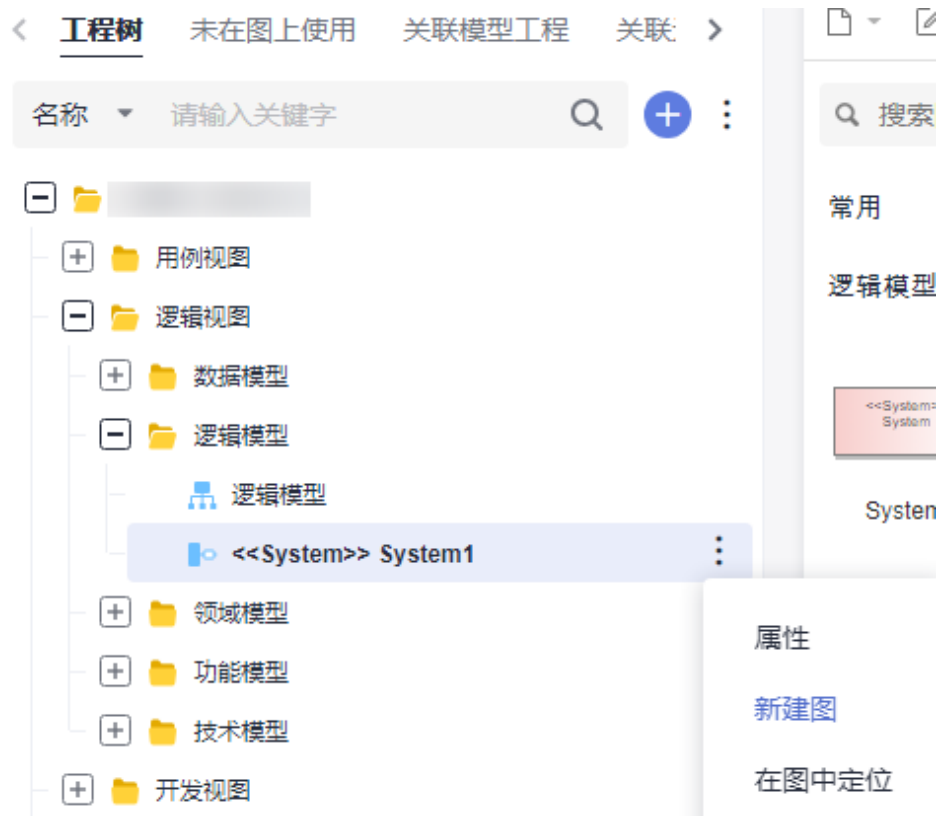 工程树 未在图上使用 关联模型工程 关联
名称 请输入关键字
搜索
常用
用例视图
逻辑视图
逻辑模型
数据模型
逻辑模型
<<System
System
逻辑模型
System
<<System>> System1
领域模型
属性
功能模型
新建图
技术模型
在图中定位
开发视图